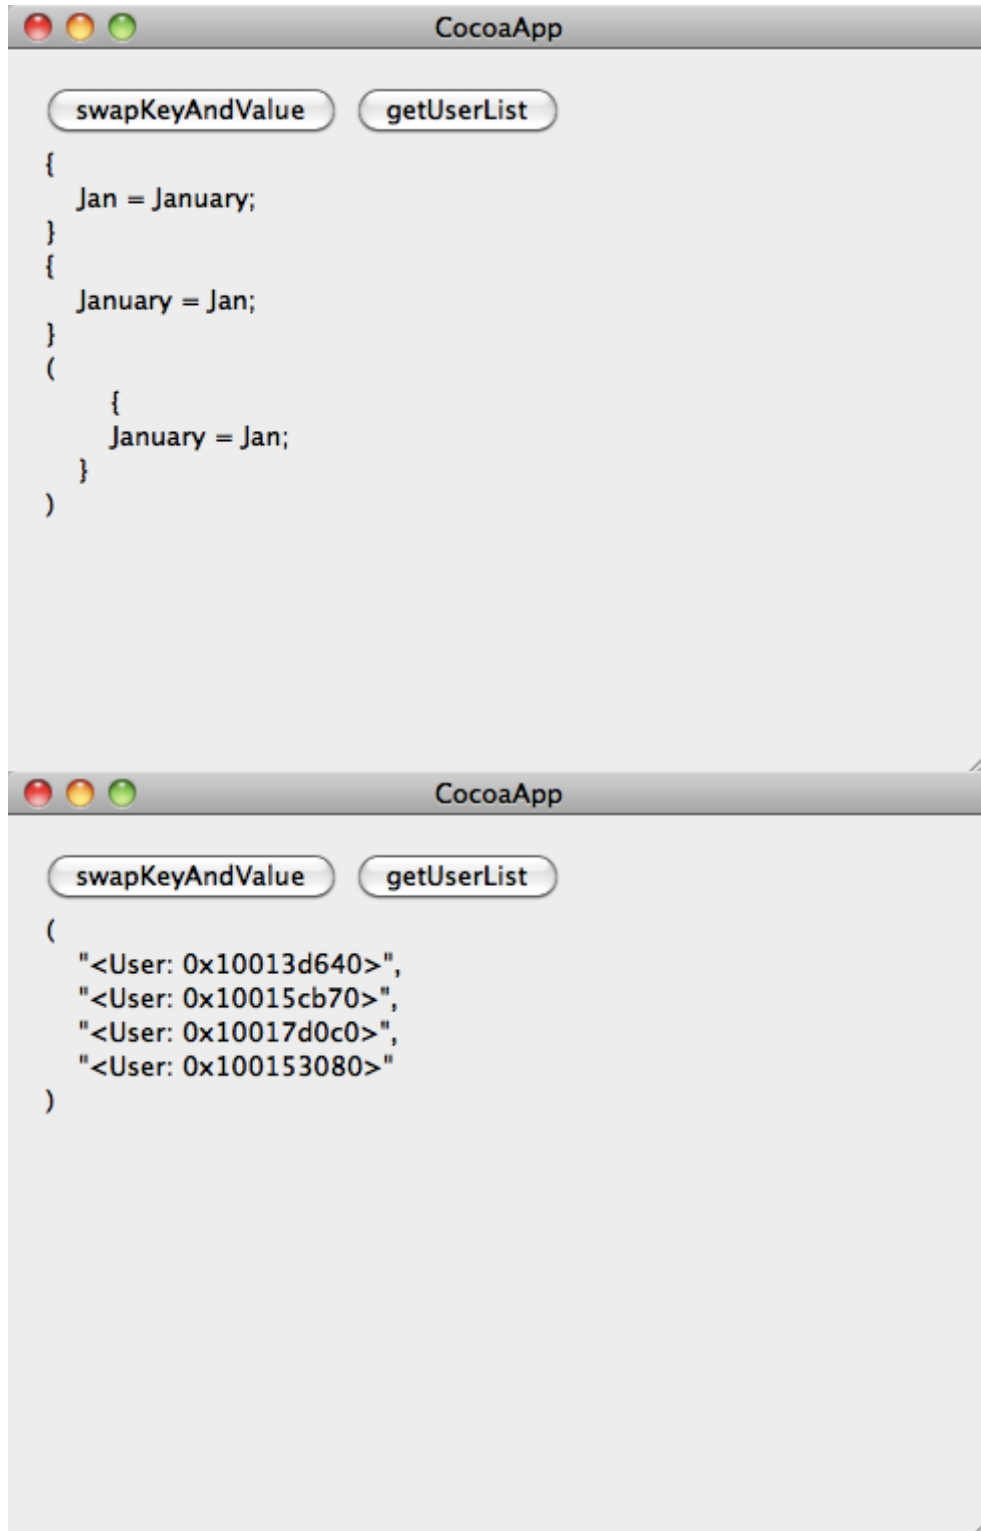 CocoaApp
swapKeyAndValue getUserList
{
Jan = January;
}
{
January = Jan;
}
(
{
January = Jan;
}
)
CocoaApp
swapKeyAndValue getUserList
(
"<User: 0x10013d640>",
"<User: 0x10015cb70>",
"<User: 0x10017d0c0>",
"<User: 0x100153080>"
)